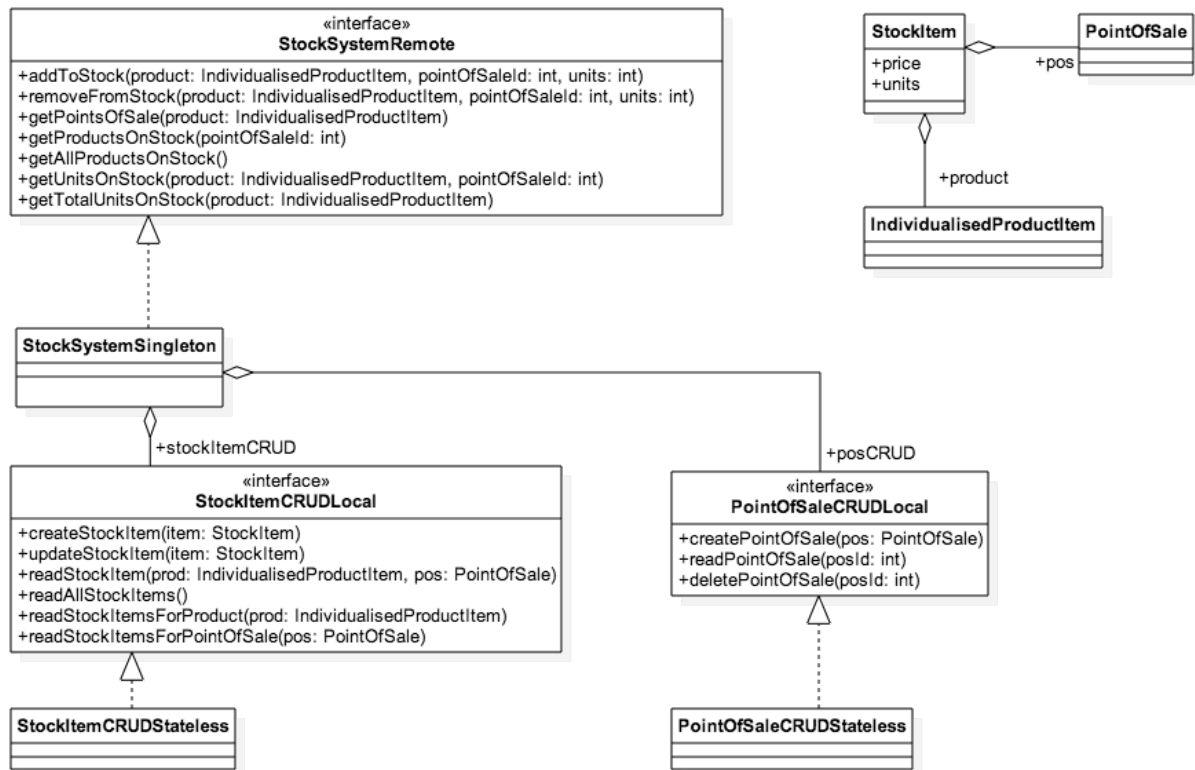 «interface»
StockSystemRemote
+addToStock(product: IndividualisedProductItem, pointOfSaleId: int, units: int)
+removeFromStock(product: IndividualisedProductItem, pointOfSaleId: int, units: int)
+getPointsOfSale(product: IndividualisedProductItem)
+getProductsOnStock(pointOfSaleId: int)
+getAllProductsOnStock()
+getUnitsOnStock(product: IndividualisedProductItem, pointOfSaleId: int)
+getTotalUnitsOnStock(product: IndividualisedProductItem)
StockItem
+price
+units
PointOfSale
+pos
+product
IndividualisedProductItem
StockSystemSingleton
+stockItemCRUD
+posCRUD
«interface»
StockItemCRUDLocal
+createStockItem(item: StockItem)
+updateStockItem(item: StockItem)
+readStockItem(prod: IndividualisedProductItem, pos: PointOfSale)
+readAllStockItems()
+readStockItemsForProduct(prod: IndividualisedProductItem)
+readStockItemsForPointOfSale(pos: PointOfSale)
«interface»
PointOfSaleCRUDLocal
+createPointOfSale(pos: PointOfSale)
+readPointOfSale(posId: int)
+deletePointOfSale(posId: int)
StockItemCRUDStateless
PointOfSaleCRUDStateless